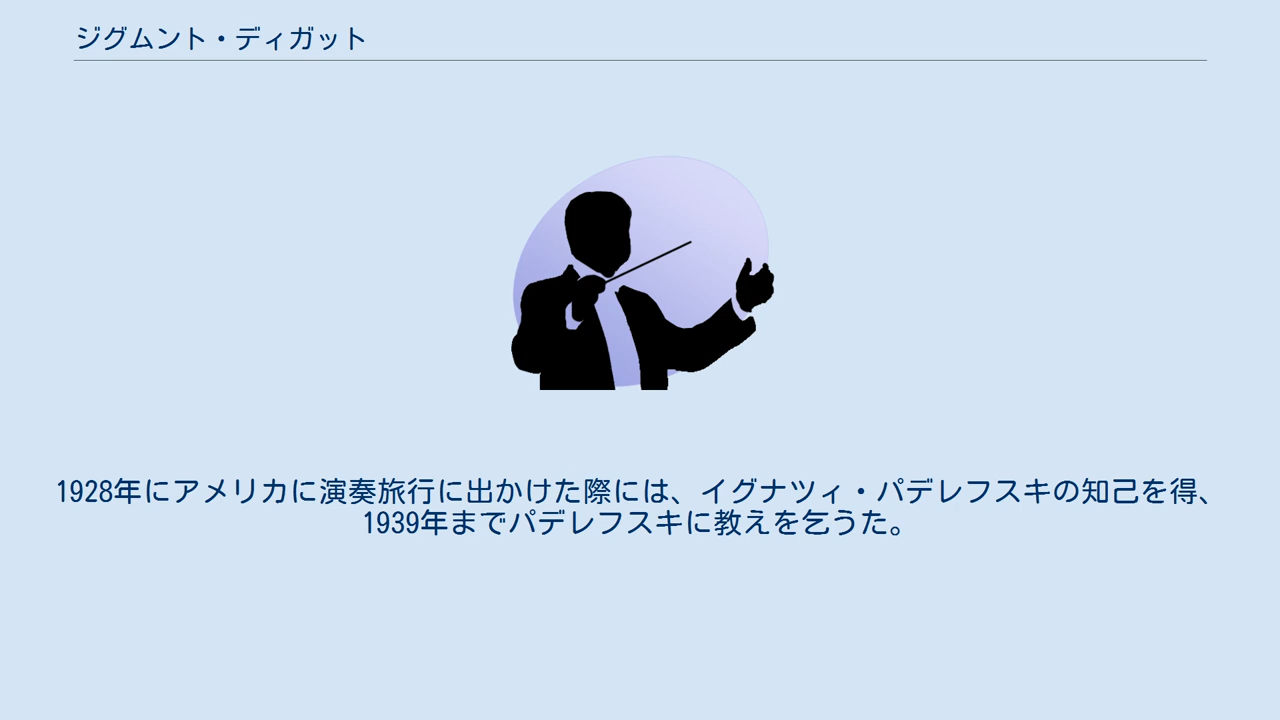 ジグムント・ディガット
1928年にアメリカに演奏旅行に出かけた際には、イグナツィ・パデレフスキの知己を得、
1939年までパデレフスキに教えを乞うた。